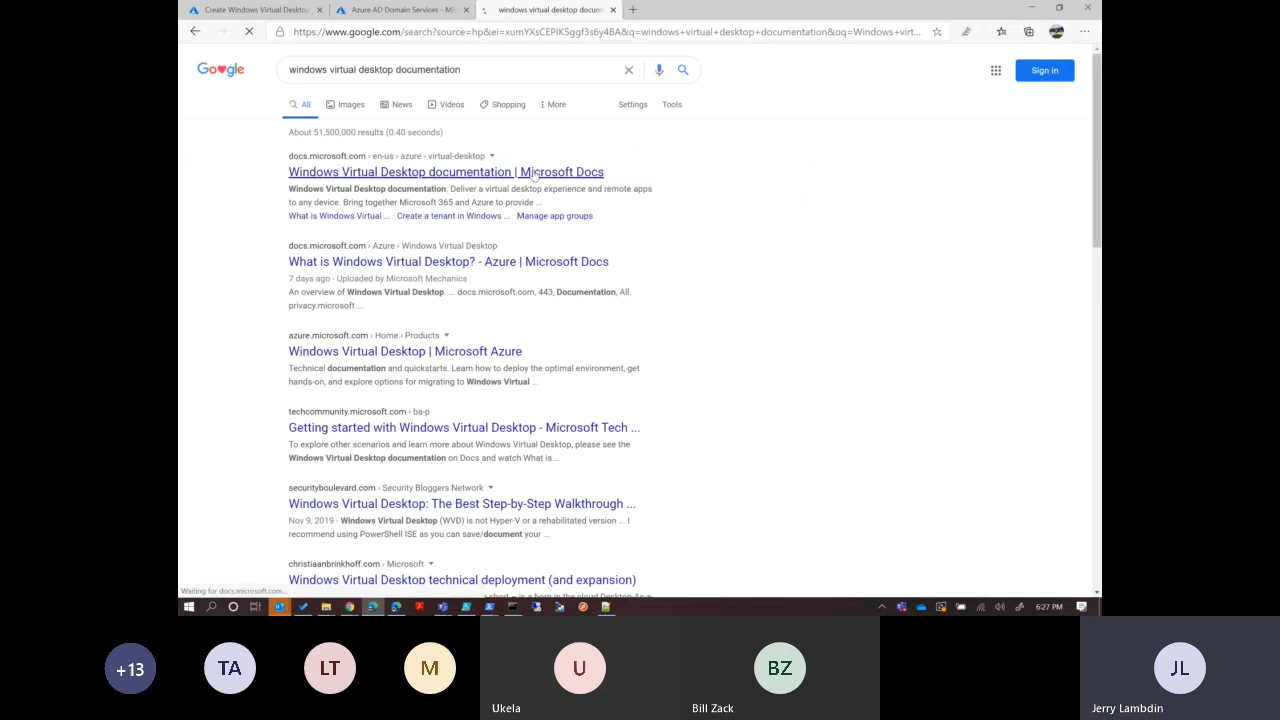 Create Windows Virtual Desktop
Azure AD Domain Services - Mic
windows virtual desktop docum
https://www.google.com/search?source=hp&ei=xumYXsCEPIK5ggf3s6y4BA&q=windows+virtual+desktop+documentation&oq=Windows+virt...
Google
windows virtual desktop documentation
Sign in
All
Images
News
Videos
Shopping
More
Settings
Tools
About 51,500,000 results (0.40 seconds)
docs.microsoft.com › en-us › azure › virtual-desktop
Windows Virtual Desktop documentation | Microsoft Docs
Windows Virtual Desktop documentation. Deliver a virtual desktop experience and remote apps
to any device. Bring together Microsoft 365 and Azure to provide ...
What is Windows Virtual ... · Create a tenant in Windows ... · Manage app groups
docs.microsoft.com › Azure › Windows Virtual Desktop
What is Windows Virtual Desktop? - Azure | Microsoft Docs
7 days ago - Uploaded by Microsoft Mechanics
An overview of Windows Virtual Desktop. ... docs.microsoft.com, 443, Documentation, All.
privacy.microsoft ...
azure.microsoft.com › Home › Products
Windows Virtual Desktop | Microsoft Azure
Technical documentation and quickstarts. Learn how to deploy the optimal environment, get
hands-on, and explore options for migrating to Windows Virtual ...
techcommunity.microsoft.com › ba-p
Getting started with Windows Virtual Desktop - Microsoft Tech ...
To explore other scenarios and learn more about Windows Virtual Desktop, please see the
Windows Virtual Desktop documentation on Docs and watch What is ...
securityboulevard.com › Security Bloggers Network
Windows Virtual Desktop: The Best Step-by-Step Walkthrough ...
Nov 9, 2019 - Windows Virtual Desktop (WVD) is not Hyper-V or a rehabilitated version ... I
recommend using PowerShell ISE as you can save/document your ...
christiaanbrinkhoff.com › Microsoft
Windows Virtual Desktop technical deployment (and expansion)
short – is a born in the cloud Desktop-As-a-
Waiting for docs.microsoft.com...
6:27 PM
+13
TA
LT
M
U
BZ
JL
Ukela
Bill Zack
Jerry Lambdin